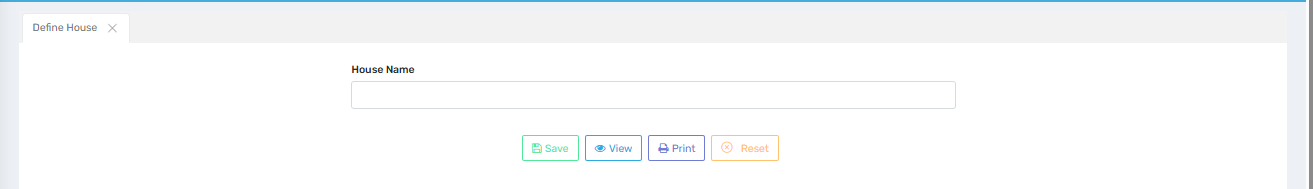 Define House
House Name
Save View Print Reset